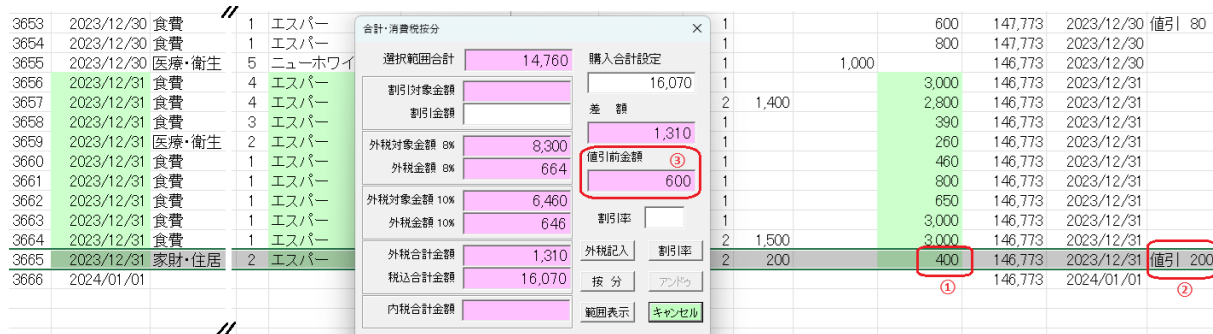 3653 2023/12/30 食費 1 エスパー 1 600 147,773 2023/12/30 値引 80
3654 2023/12/30 食費 1 エスパー 1 800 147,773 2023/12/30
3655 2023/12/30 医療・衛生 5 ニューホワイ 1 1,000 146,773 2023/12/30
3656 2023/12/31 食費 4 エスパー 1 3,000 146,773 2023/12/31
3657 2023/12/31 食費 4 エスパー 2 1,400 2,800 146,773 2023/12/31
3658 2023/12/31 食費 3 エスパー 1 390 146,773 2023/12/31
3659 2023/12/31 医療・衛生 2 エスパー 1 260 146,773 2023/12/31
3660 2023/12/31 食費 1 エスパー 1 460 146,773 2023/12/31
3661 2023/12/31 食費 1 エスパー 1 800 146,773 2023/12/31
3662 2023/12/31 食費 1 エスパー 1 650 146,773 2023/12/31
3663 2023/12/31 食費 1 エスパー 1 3,000 146,773 2023/12/31
3664 2023/12/31 食費 1 エスパー 2 1,500 3,000 146,773 2023/12/31
3665 2023/12/31 家財・住居 2 エスパー 2 200 400 146,773 2023/12/31 値引 200
3666 2024/01/01 146,773 2024/01/01
① ②
合計・消費税按分 ×
選択範囲合計 14,760
割引対象金額
割引金額
外税対象金額 8% 8,300
外税金額 8% 664
外税対象金額 10% 6,460
外税金額 10% 646
外税合計金額 1,310
税込合計金額 16,070
内税合計金額
購入合計設定
16,070
差 額
1,310
値引前金額 ③
600
割引率
外税記入 割引率
按 分 アンドゥ
範囲表示 キャンセル